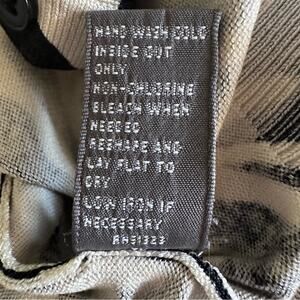 HAND WASH COLD
INSIDE OUT
ONLY
NON-CHLORINE
BLEACH WHEN
NEEDED
RESHAPE AND
LAY FLAT TO
DRY
LOW IRON IF
NECESSARY
RN51323